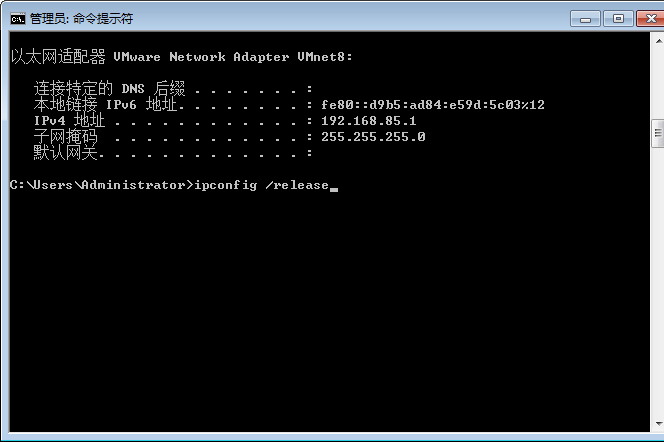 管理员: 命令提示符
以太网适配器 VMware Network Adapter VMnet8:
连接特定的 DNS 后缀 . . . . . . . :
本地链接 IPv6 地址. . . . . . . . : fe80::d9b5:ad84:e59d:5c03%12
IPv4 地址 . . . . . . . . . . . . : 192.168.85.1
子网掩码 . . . . . . . . . . . . : 255.255.255.0
默认网关. . . . . . . . . . . . . :
C:\Users\Administrator>ipconfig /release_